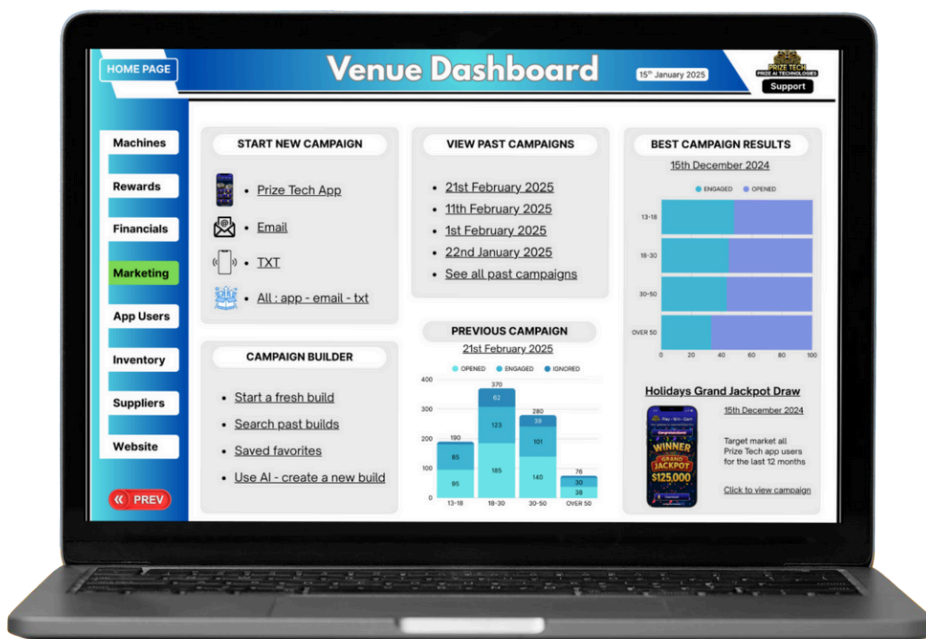 HOME PAGE
Venue Dashboard
15th January 2025
PRIZE TECH
PRIZE AI TECHNOLOGIES
Support
Machines
Rewards
Financials
Marketing
App Users
Inventory
Suppliers
Website
« PREV
START NEW CAMPAIGN
• Prize Tech App
• Email
• TXT
• All : app - email - txt
CAMPAIGN BUILDER
• Start a fresh build
• Search past builds
• Saved favorites
• Use AI - create a new build
VIEW PAST CAMPAIGNS
• 21st February 2025
• 11th February 2025
• 1st February 2025
• 22nd January 2025
• See all past campaigns
PREVIOUS CAMPAIGN
21st February 2025
OPENED ENGAGED IGNORED
400
300
200
100
0
190
85
95
370
62
123
185
280
39
101
140
76
30
38
13-18 18-30 30-50 OVER 50
BEST CAMPAIGN RESULTS
15th December 2024
ENGAGED OPENED
13-18
18-30
30-50
OVER 50
0 20 40 60 80 100
Holidays Grand Jackpot Draw
15th December 2024
Target market all
Prize Tech app users
for the last 12 months
Click to view campaign
Play - Win - Earn
Congratulations!
WINNER
GRAND
JACKPOT
$125,000